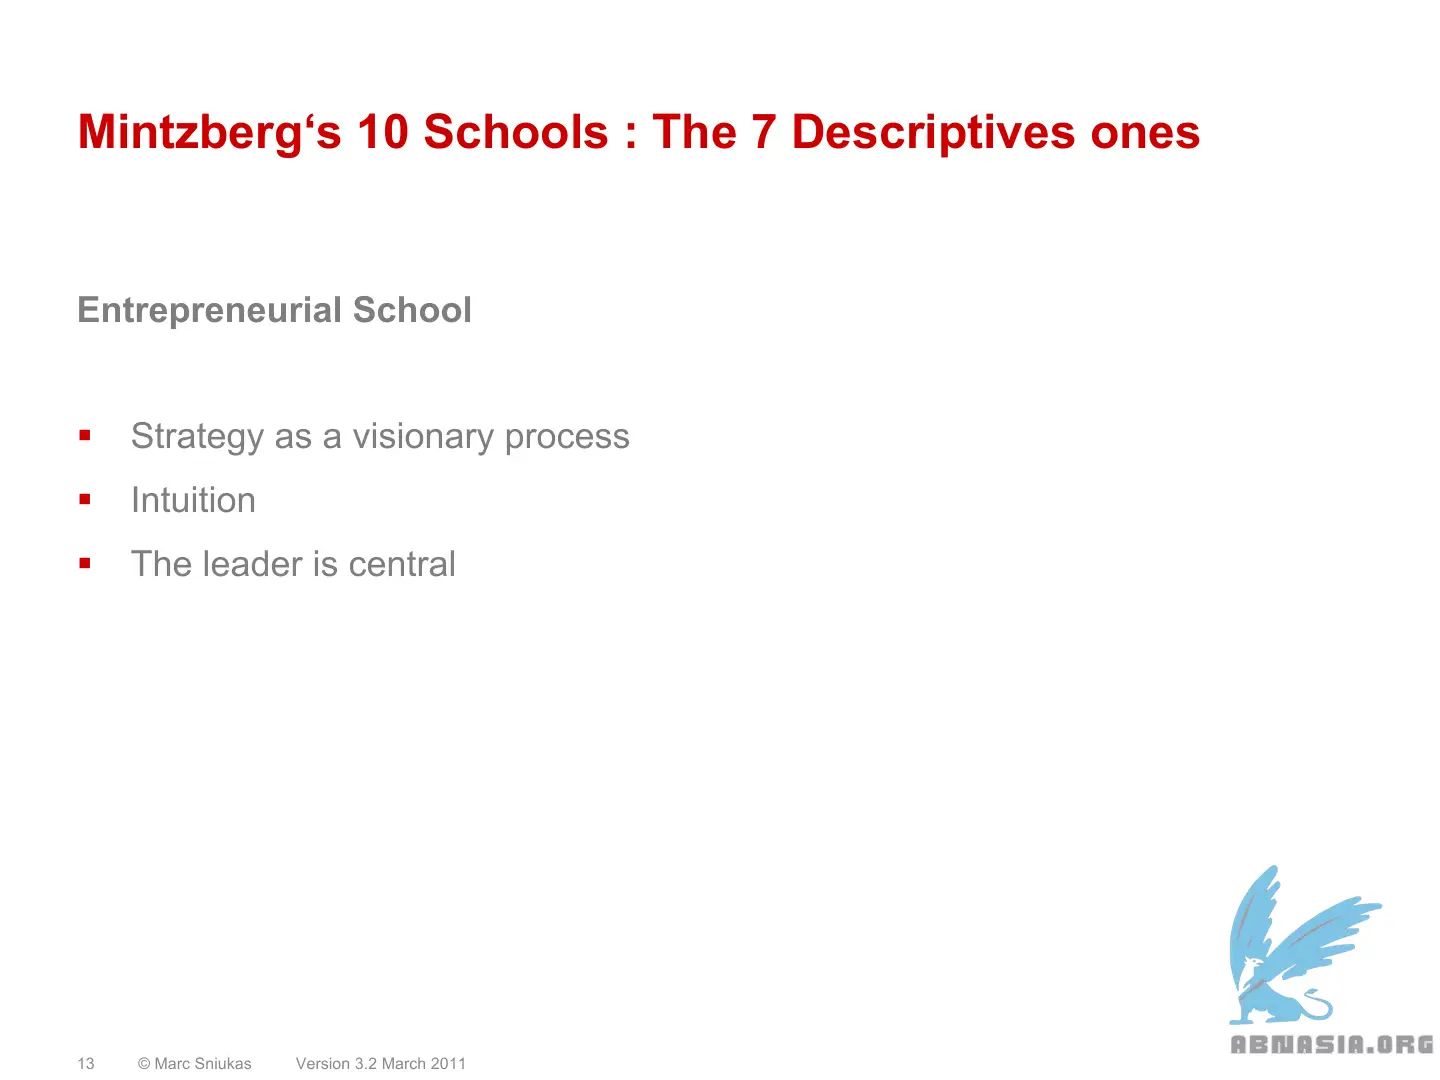 Mintzberg‘s 10 Schools : The 7 Descriptives ones
Entrepreneurial School
▪ Strategy as a visionary process
▪ Intuition
▪ The leader is central
ABNASIA.ORG
13 © Marc Sniukas Version 3.2 March 2011